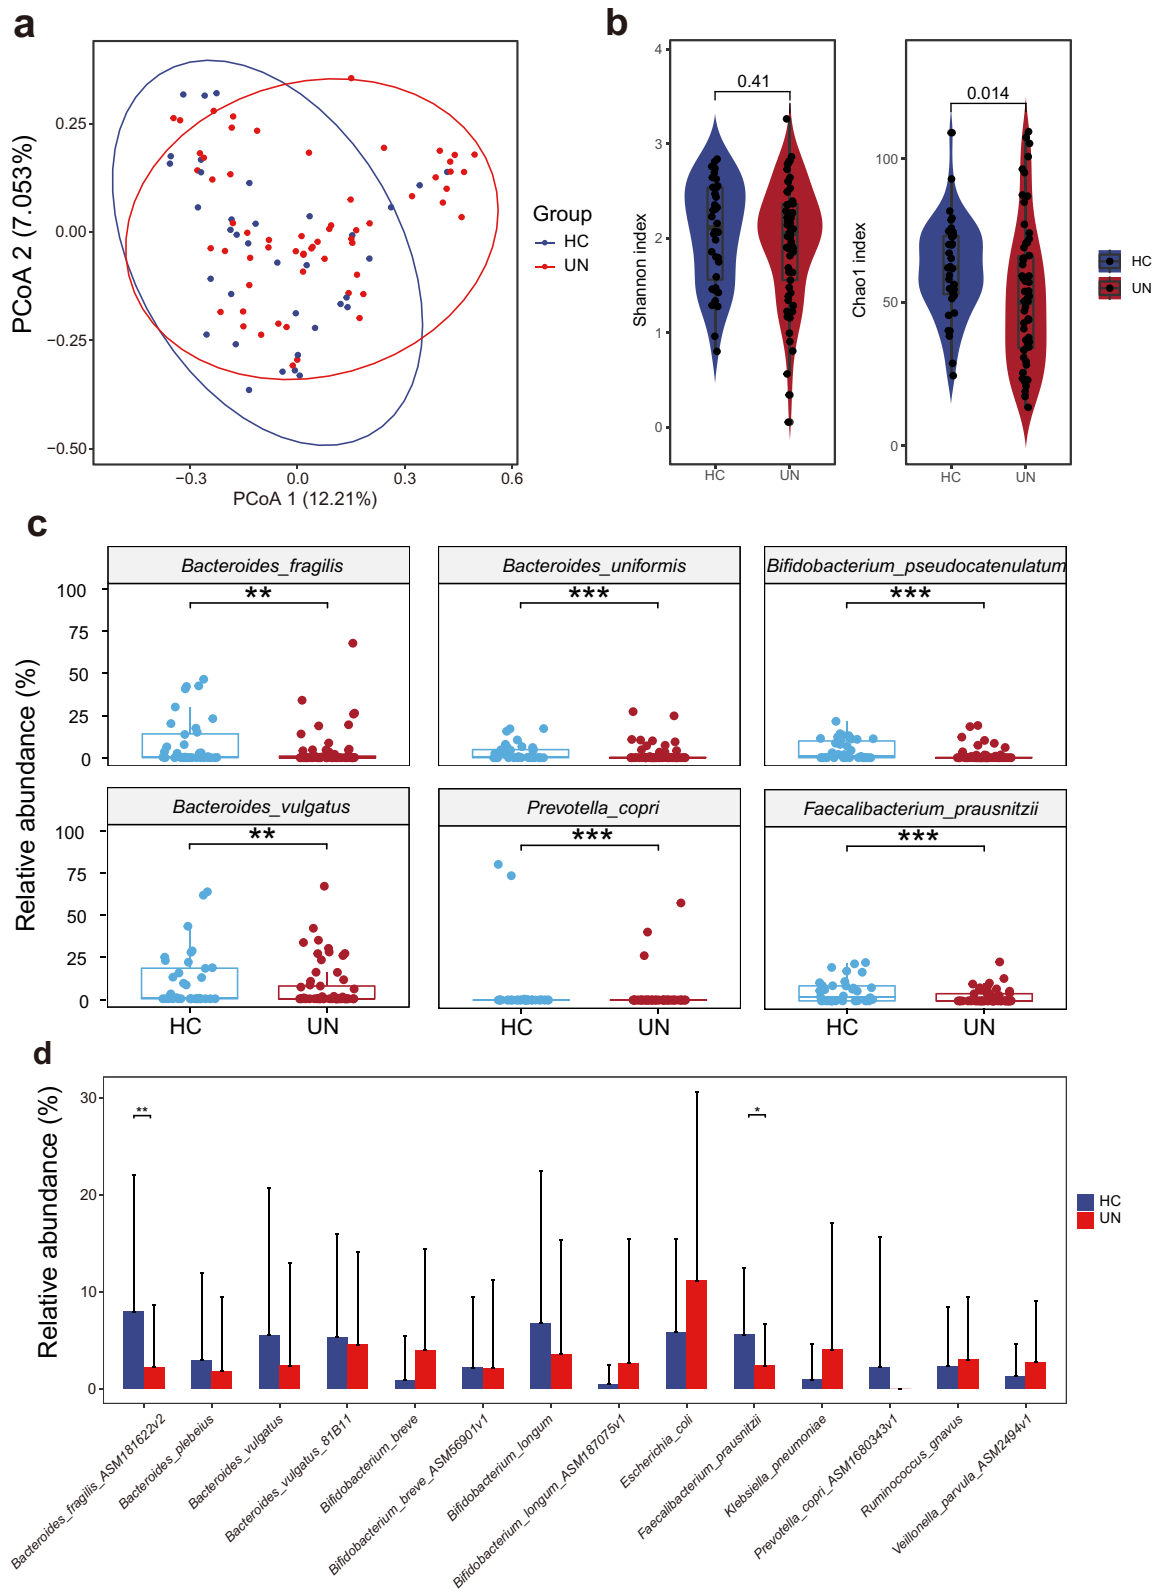 a
PCoA 2 (7.053%)
0.25
0.00
−0.25
−0.50
−0.3
0.0
0.3
0.6
PCoA 1 (12.21%)
Group
HC
UN
b
Shannon index
4
3
2
1
0
0.41
HC
UN
Chao1 index
100
50
0
0.014
HC
UN
HC
UN
c
Relative abundance (%)
Bacteroides_fragilis
Bacteroides_uniformis
Bifidobacterium_pseudocatenulatum
100
75
50
25
0
**
***
***
Bacteroides_vulgatus
Prevotella_copri
Faecalibacterium_prausnitzii
100
75
50
25
0
**
***
***
HC
UN
HC
UN
HC
UN
d
Relative abundance (%)
30
20
10
0
**
*
HC
UN
Bacteroides_fragilis_ASM181622v2
Bacteroides_plebeius
Bacteroides_vulgatus
Bacteroides_vulgatus_81B11
Bifidobacterium_breve
Bifidobacterium_breve_ASM56901v1
Bifidobacterium_longum
Bifidobacterium_longum_ASM187075v1
Escherichia_coli
Faecalibacterium_prausnitzii
Klebsiella_pneumoniae
Prevotella_copri_ASM1680343v1
Ruminococcus_gnavus
Veillonella_parvula_ASM2494v1